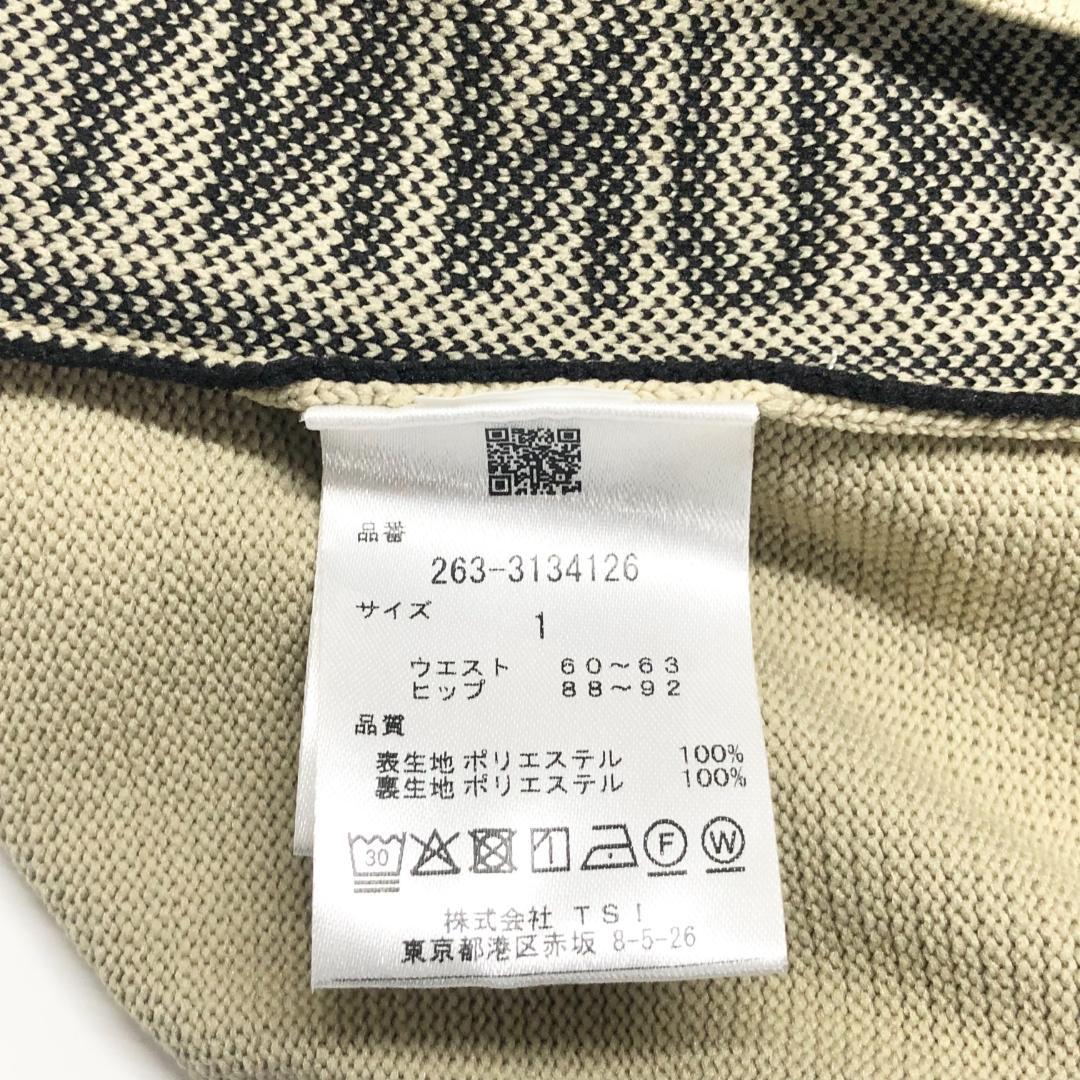 品番
263-3134126
サイズ
1
ウエスト 60～63
ヒップ 88～92
品質
表生地 ポリエステル 100%
裏生地 ポリエステル 100%
30 F W
株式会社 TSI
東京都港区赤坂 8-5-26